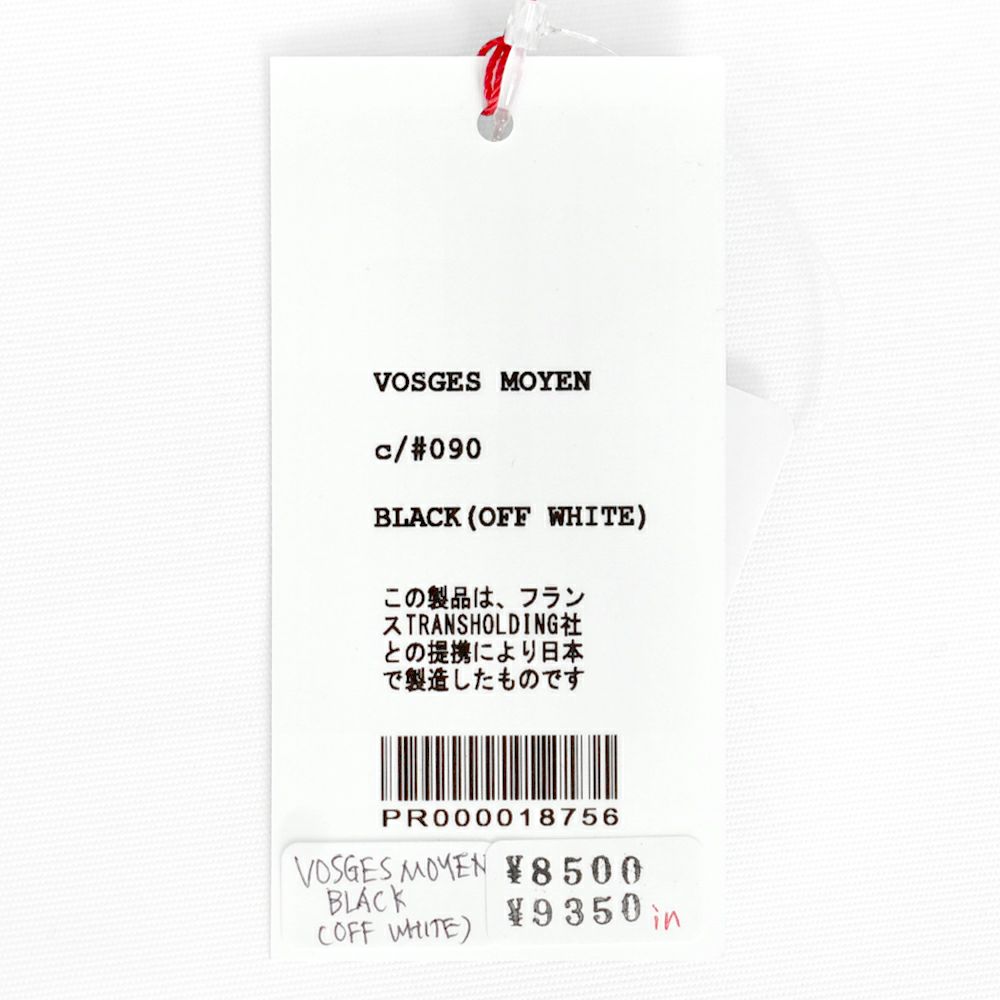 VOSGES MOYEN
c/#090
BLACK(OFF WHITE)
この製品は、フラン
スTRANSHOLDING社
との提携により日本
で製造したものです
PR000018756
VOSGES MOYEN
BLACK
(OFF WHITE)
¥8500
¥9350 in